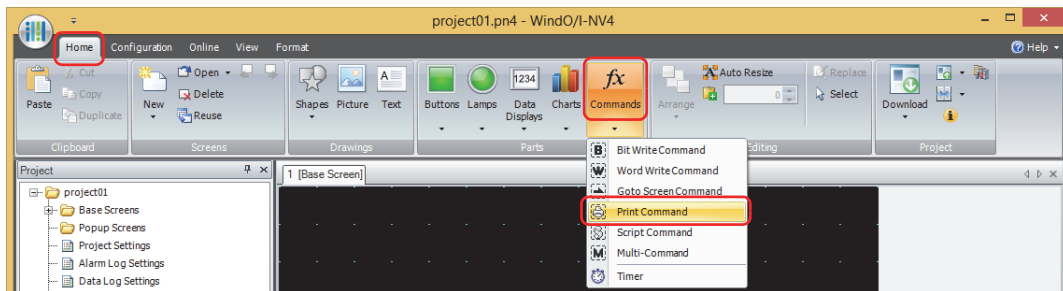 project01.pn4 - WindO/I-NV4
Home Configuration Online View Format Help
Paste
Cut
Copy
Duplicate
Clipboard
New
Open
Delete
Reuse
Screens
Shapes Picture Text
Drawings
Buttons Lamps Data Displays Charts Commands
1234
fx
Parts
Arrange
Auto Resize
0
Replace
Select
Editing
Download
Project
Project
project01
Base Screens
Popup Screens
Project Settings
Alarm Log Settings
Data Log Settings
1 [Base Screen]
B Bit Write Command
W Word Write Command
Goto Screen Command
Print Command
S Script Command
M Multi-Command
Timer